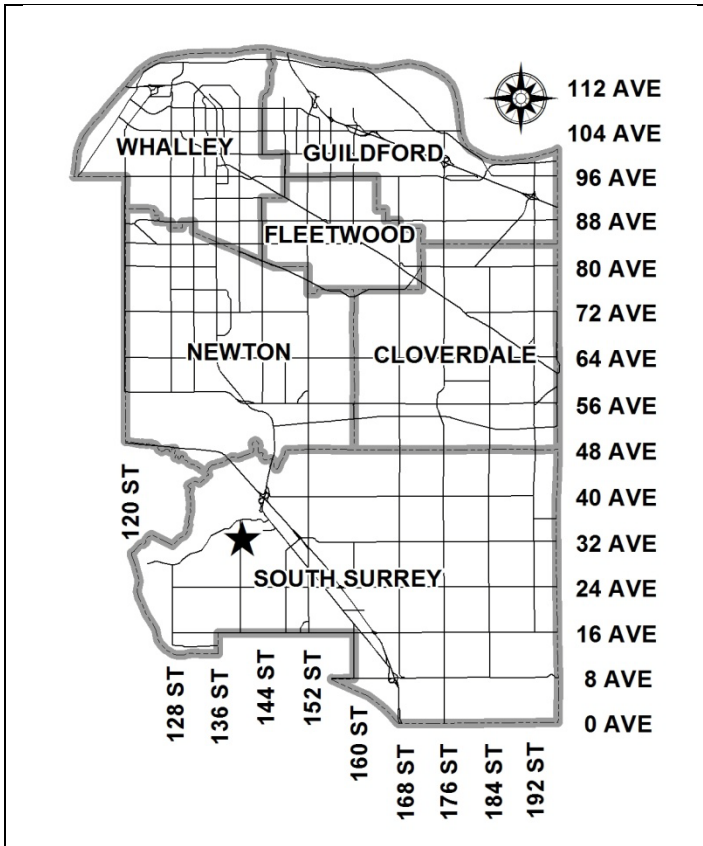 112 AVE
104 AVE
WHALLEY
GUILDFORD
96 AVE
88 AVE
FLEETWOOD
80 AVE
72 AVE
NEWTON
CLOVERDALE
64 AVE
56 AVE
48 AVE
120 ST
40 AVE
32 AVE
SOUTH SURREY
24 AVE
16 AVE
128 ST
136 ST
144 ST
152 ST
160 ST
8 AVE
0 AVE
168 ST
176 ST
184 ST
192 ST